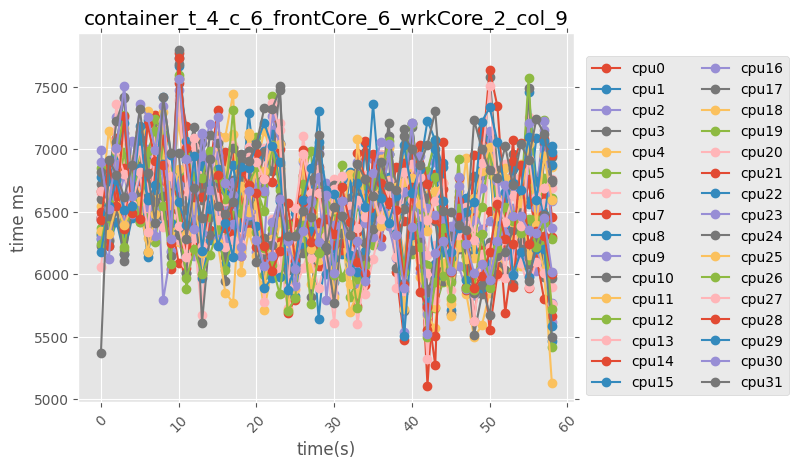 container_t_4_c_6_frontCore_6_wrkCore_2_col_9
time ms
7500
7000
6500
6000
5500
5000
0
10
20
30
40
50
60
time(s)
cpu0
cpu1
cpu2
cpu3
cpu4
cpu5
cpu6
cpu7
cpu8
cpu9
cpu10
cpu11
cpu12
cpu13
cpu14
cpu15
cpu16
cpu17
cpu18
cpu19
cpu20
cpu21
cpu22
cpu23
cpu24
cpu25
cpu26
cpu27
cpu28
cpu29
cpu30
cpu31